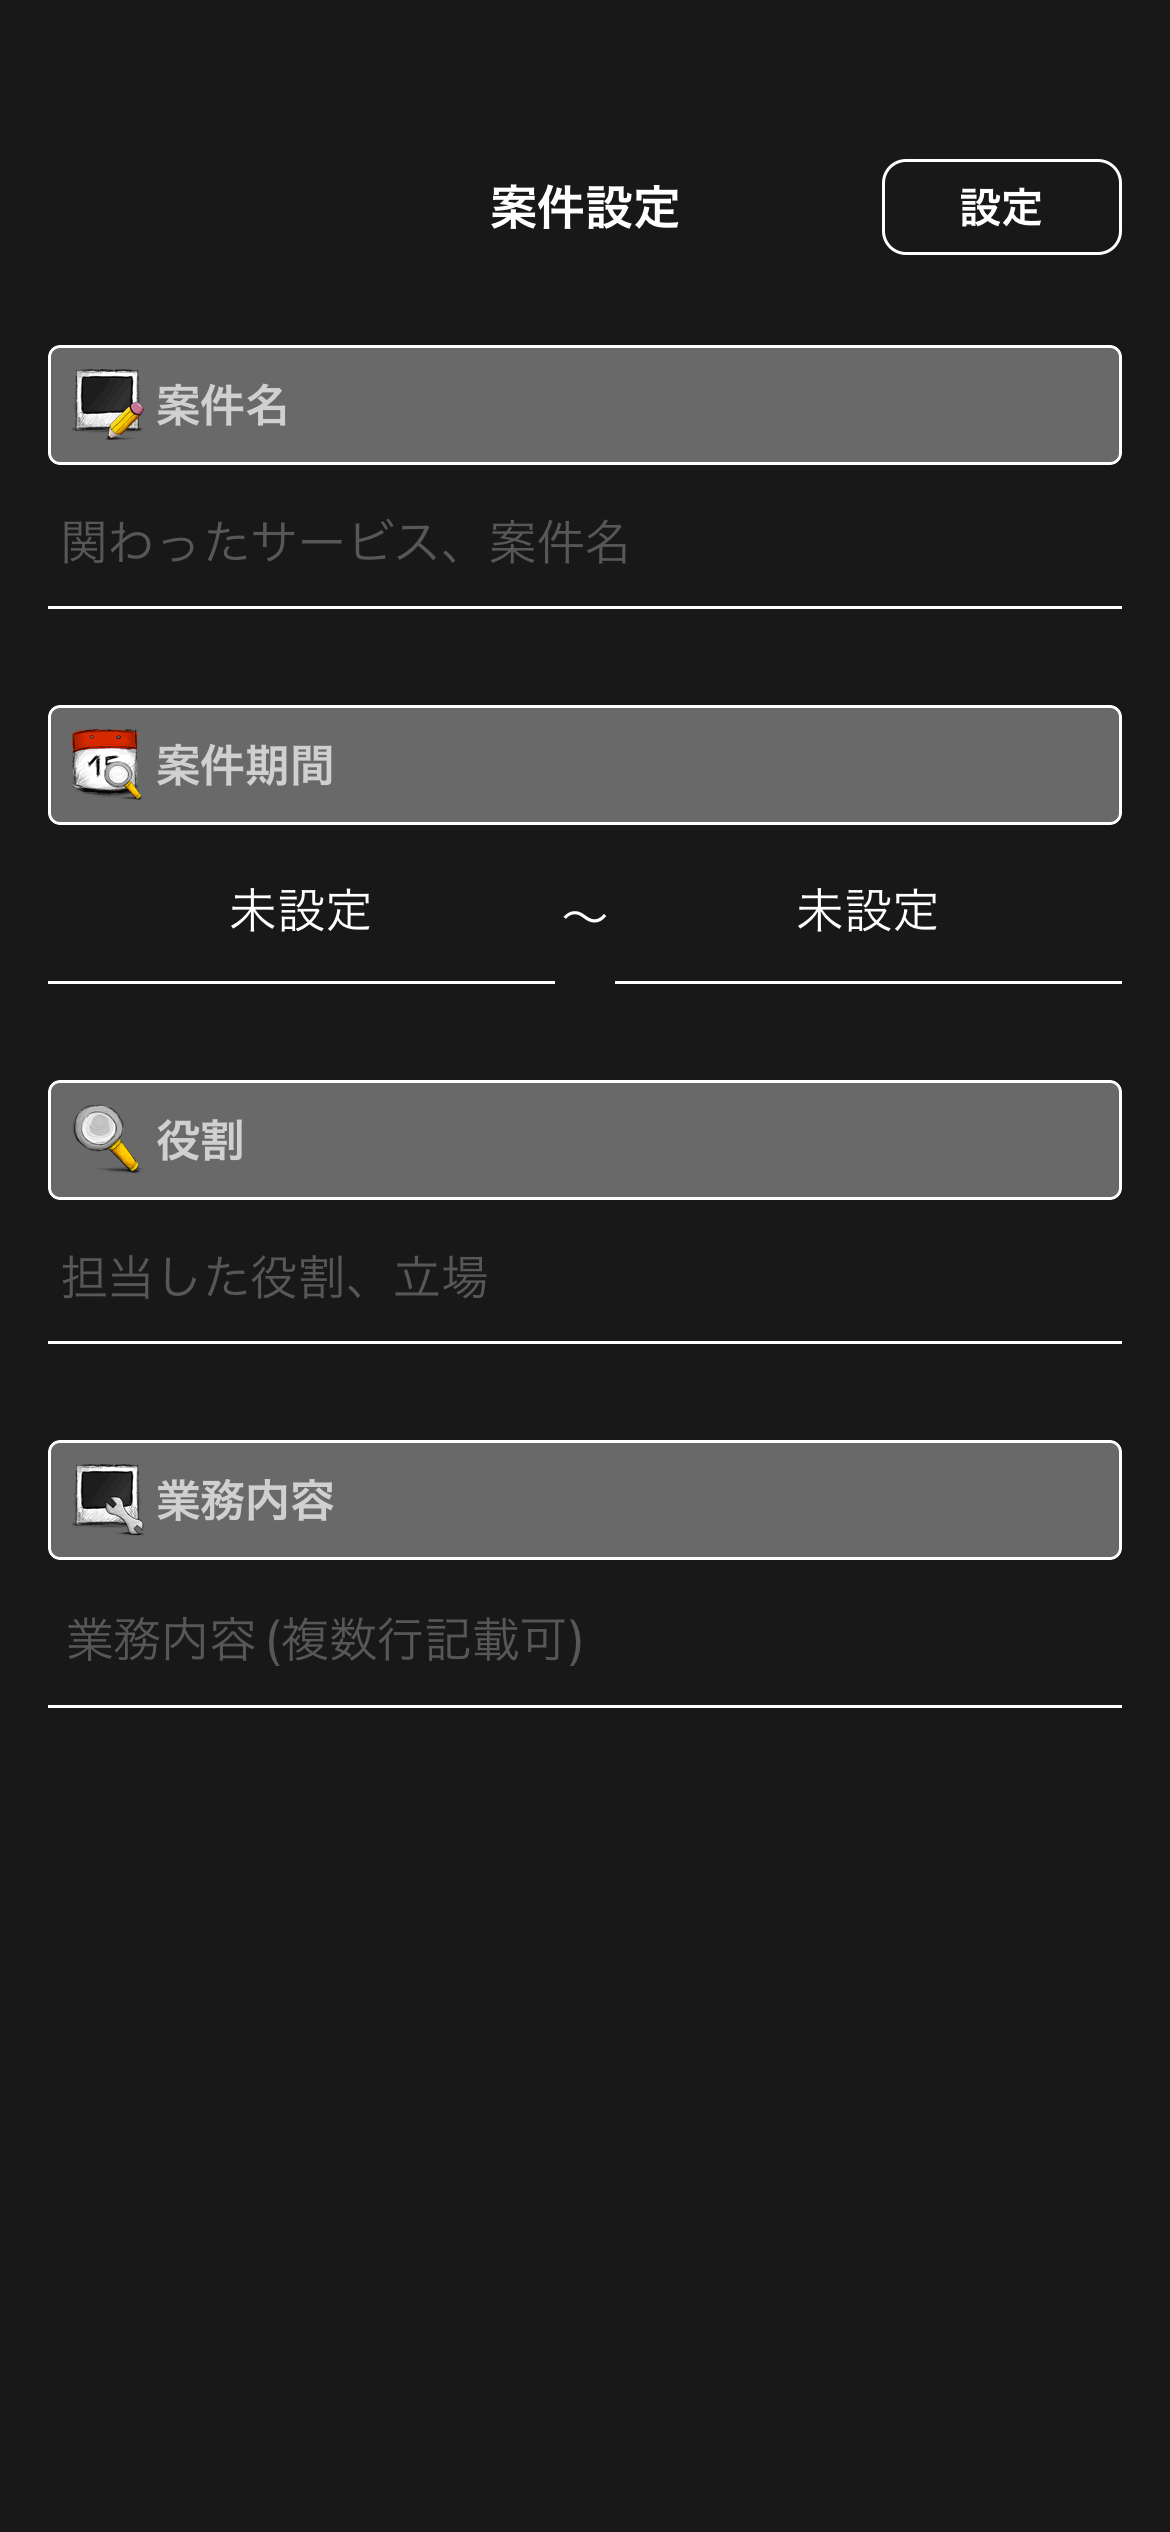 案件設定
設定
案件名
関わったサービス、案件名
15
案件期間
未設定 〜 未設定
役割
担当した役割、立場
業務内容
業務内容 (複数行記載可)